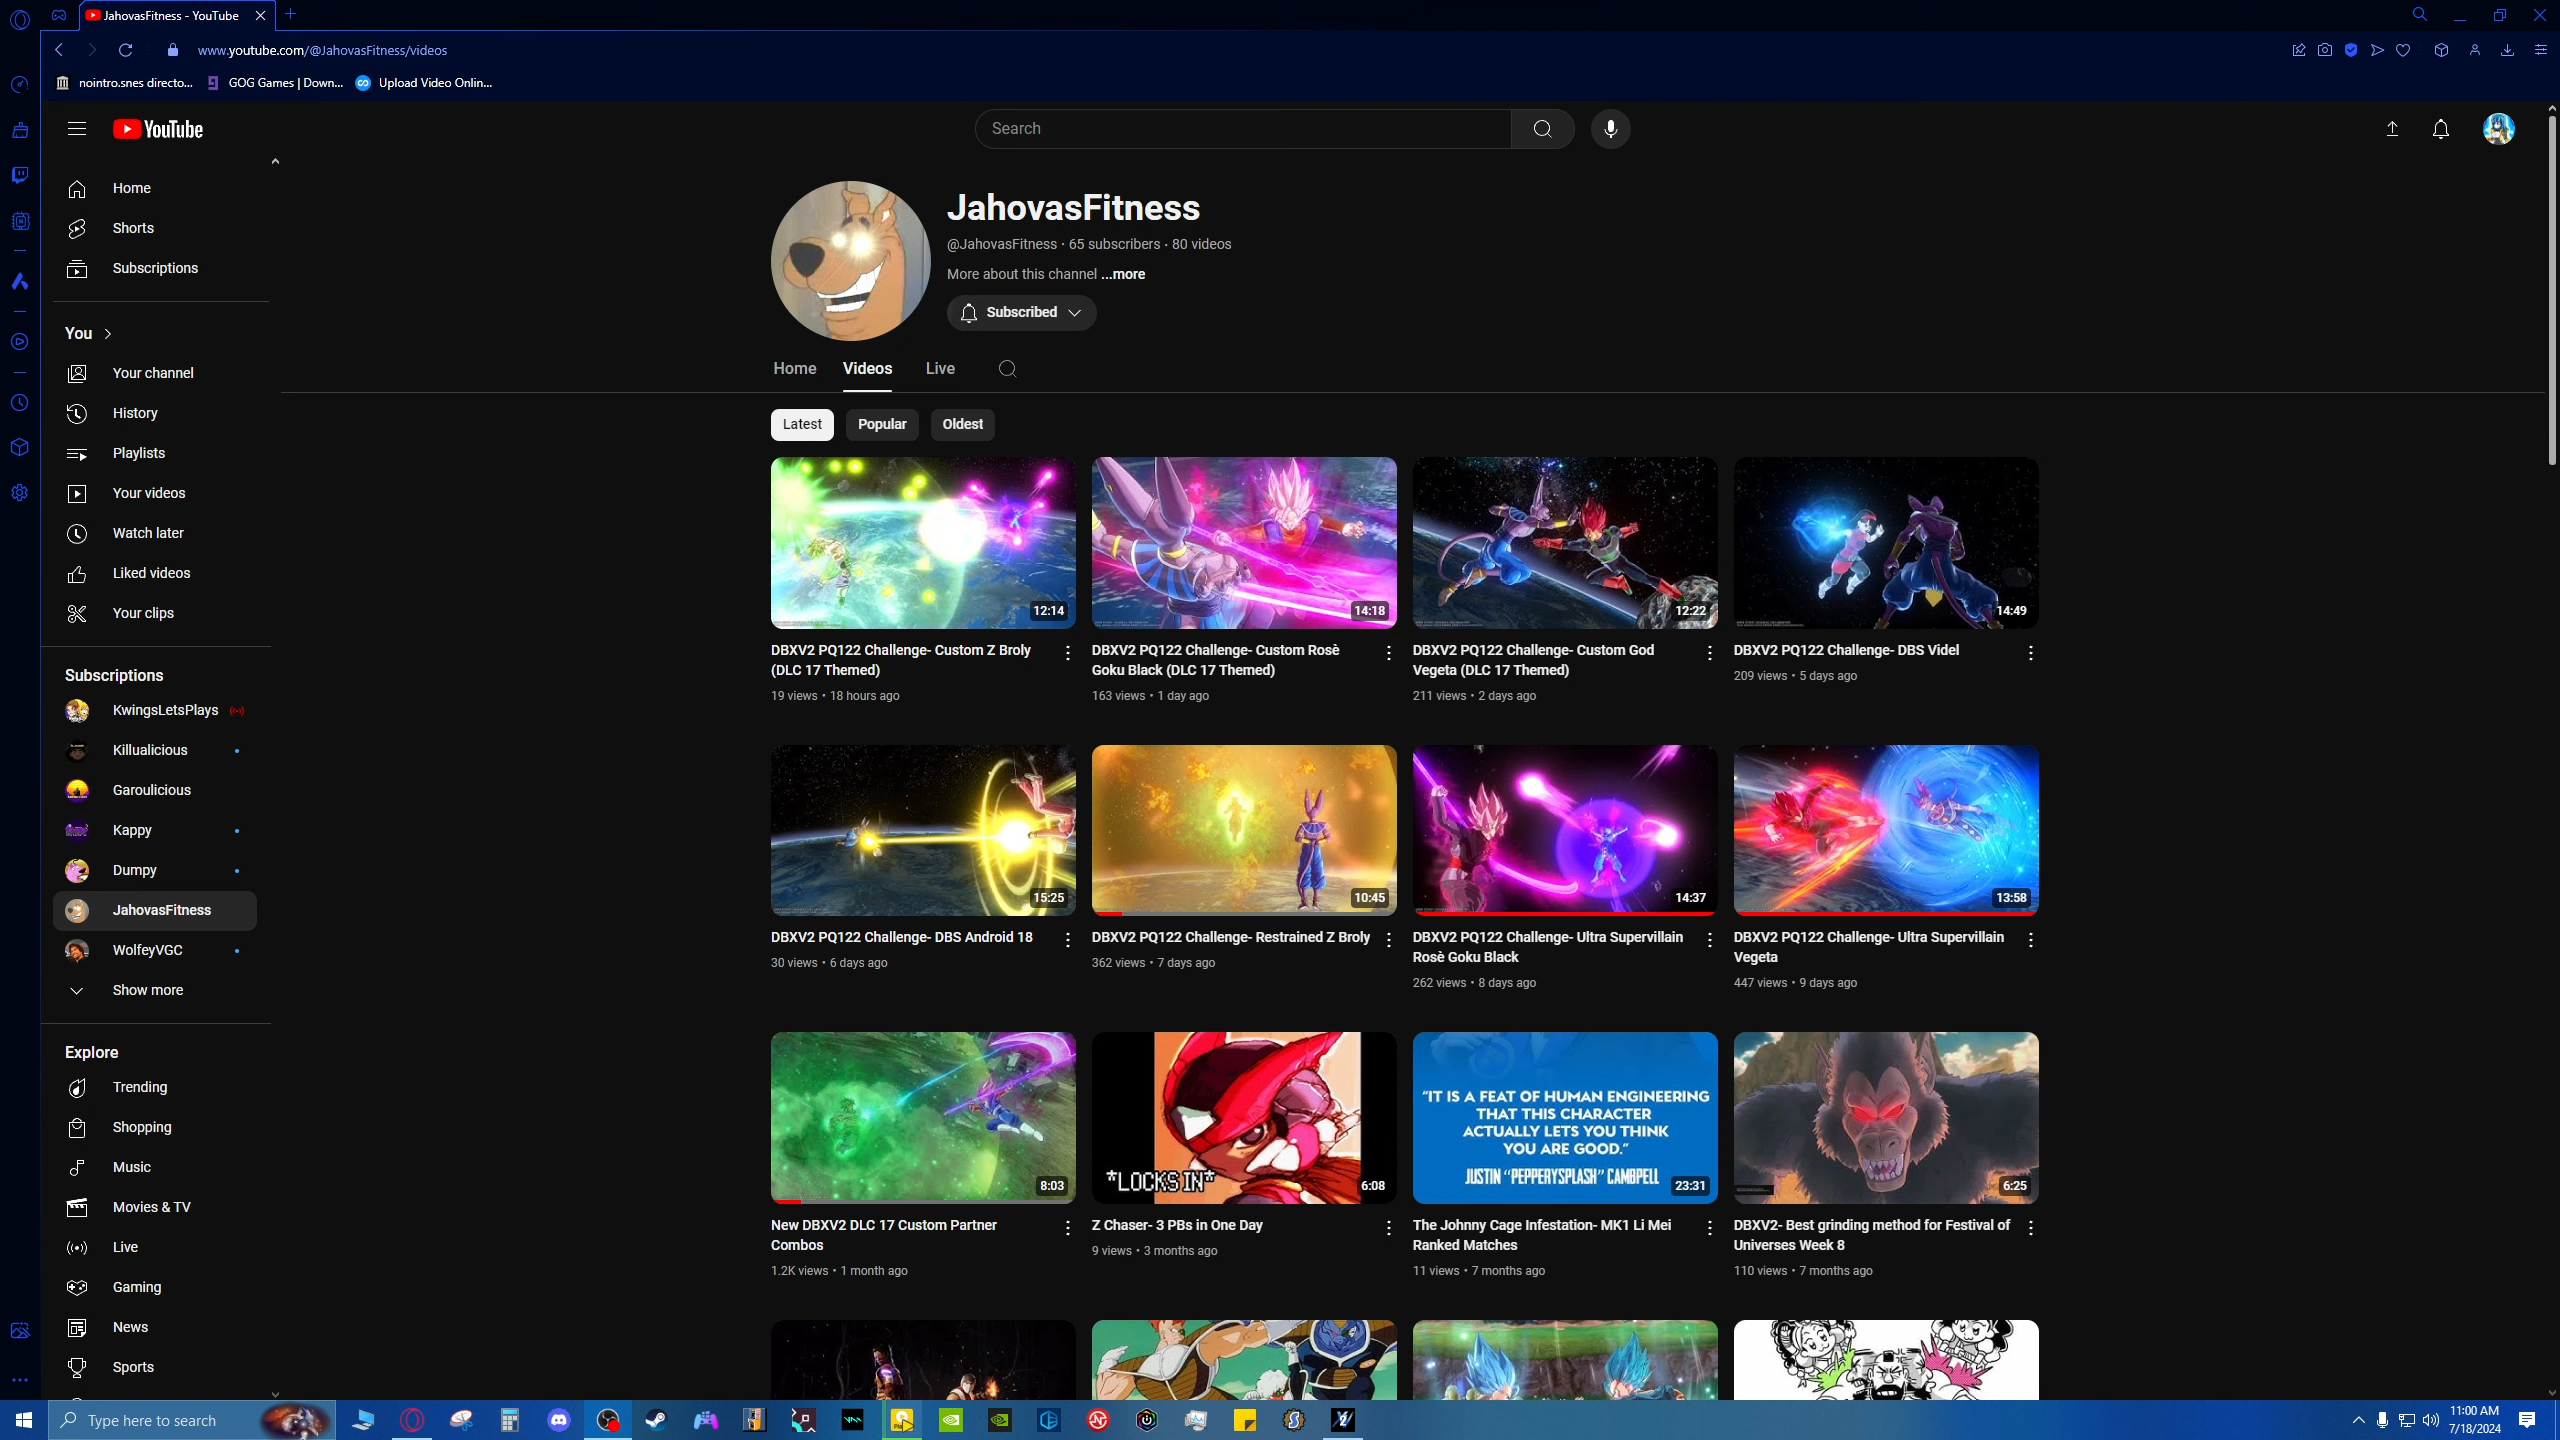 JahovasFitness - YouTube
www.youtube.com/@JahovasFitness/videos
nointro.snes directo...
GOG Games | Down...
Upload Video Onlin...
YouTube
Search
Home
Shorts
Subscriptions
You
Your channel
History
Playlists
Your videos
Watch later
Liked videos
Your clips
Subscriptions
KwingsLetsPlays
Killualicious
Garoulicious
Kappy
Dumpy
JahovasFitness
WolfeyVGC
Show more
Explore
Trending
Shopping
Music
Movies & TV
Live
Gaming
News
Sports
JahovasFitness
@JahovasFitness · 65 subscribers · 80 videos
More about this channel ...more
Subscribed
Home
Videos
Live
Latest
Popular
Oldest
12:14
14:18
12:22
14:49
DBXV2 PQ122 Challenge- Custom Z Broly
(DLC 17 Themed)
19 views • 18 hours ago
DBXV2 PQ122 Challenge- Custom Rosè
Goku Black (DLC 17 Themed)
163 views • 1 day ago
DBXV2 PQ122 Challenge- Custom God
Vegeta (DLC 17 Themed)
211 views • 2 days ago
DBXV2 PQ122 Challenge- DBS Videl
209 views • 5 days ago
15:25
10:45
14:37
13:58
DBXV2 PQ122 Challenge- DBS Android 18
30 views • 6 days ago
DBXV2 PQ122 Challenge- Restrained Z Broly
362 views • 7 days ago
DBXV2 PQ122 Challenge- Ultra Supervillain
Rosè Goku Black
262 views • 8 days ago
DBXV2 PQ122 Challenge- Ultra Supervillain
Vegeta
447 views • 9 days ago
8:03
*LOCKS IN*
6:08
"IT IS A FEAT OF HUMAN ENGINEERING
THAT THIS CHARACTER
ACTUALLY LETS YOU THINK
YOU ARE GOOD."
JUSTIN "PEPPERYSPLASH" CAMBPELL
23:31
6:25
New DBXV2 DLC 17 Custom Partner
Combos
1.2K views • 1 month ago
Z Chaser- 3 PBs in One Day
9 views • 3 months ago
The Johnny Cage Infestation- MK1 Li Mei
Ranked Matches
11 views • 7 months ago
DBXV2- Best grinding method for Festival of
Universes Week 8
110 views • 7 months ago
Type here to search
11:00 AM
7/18/2024